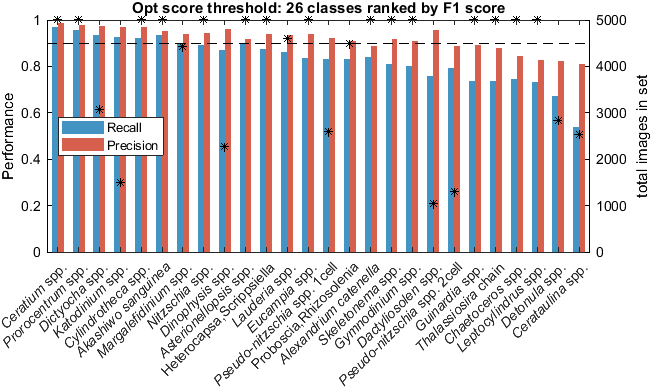 Opt score threshold: 26 classes ranked by F1 score
Performance
1
0.8
0.6
0.4
0.2
0
Recall
Precision
5000
4000
3000
2000
1000
0
total images in set
Ceratium spp.
Prorocentrum spp.
Dictyocha spp.
Katodinium spp.
Cylindrotheca spp.
Akashiwo sanguinea
Margalefidinium spp.
Nitzschia spp.
Dinophysis spp.
Asterionellopsis spp.
Heterocapsa,Scrippsiella
Lauderia spp.
Eucampia spp.
Pseudo-nitzschia spp. 1cell
Proboscia,Rhizosolenia
Alexandrium catenella
Skeletonema spp.
Gymnodinium spp.
Dactyliosolen spp.
Pseudo-nitzschia spp. 2cell
Guinardia spp.
Thalassiosira chain
Chaetoceros spp.
Leptocylindrus spp.
Detonula spp.
Cerataulina spp.